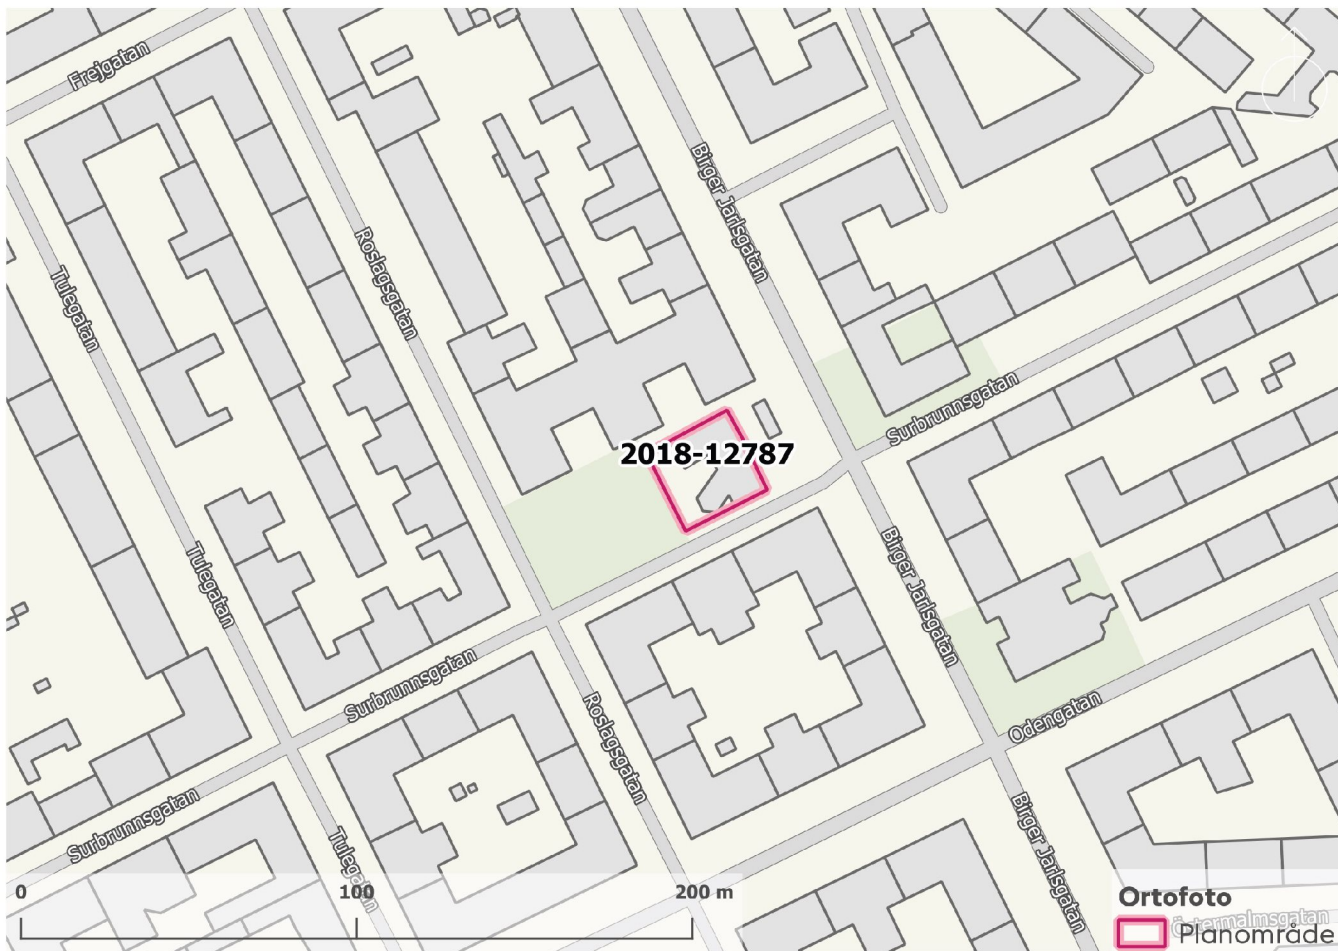 Frejgatan
Birger Jarlsgatan
Roslagsgatan
Tulegatan
Surbrunnsgatan
2018-12787
Tulegatan
Birger Jarlsgatan
Surbrunnsgatan
Odengatan
Roslagsgatan
Surbrunnsgatan
Tulegatan
Birger Jarlsgatan
0 100 200 m
Ortofoto
Östermalmsgatan
Planområde